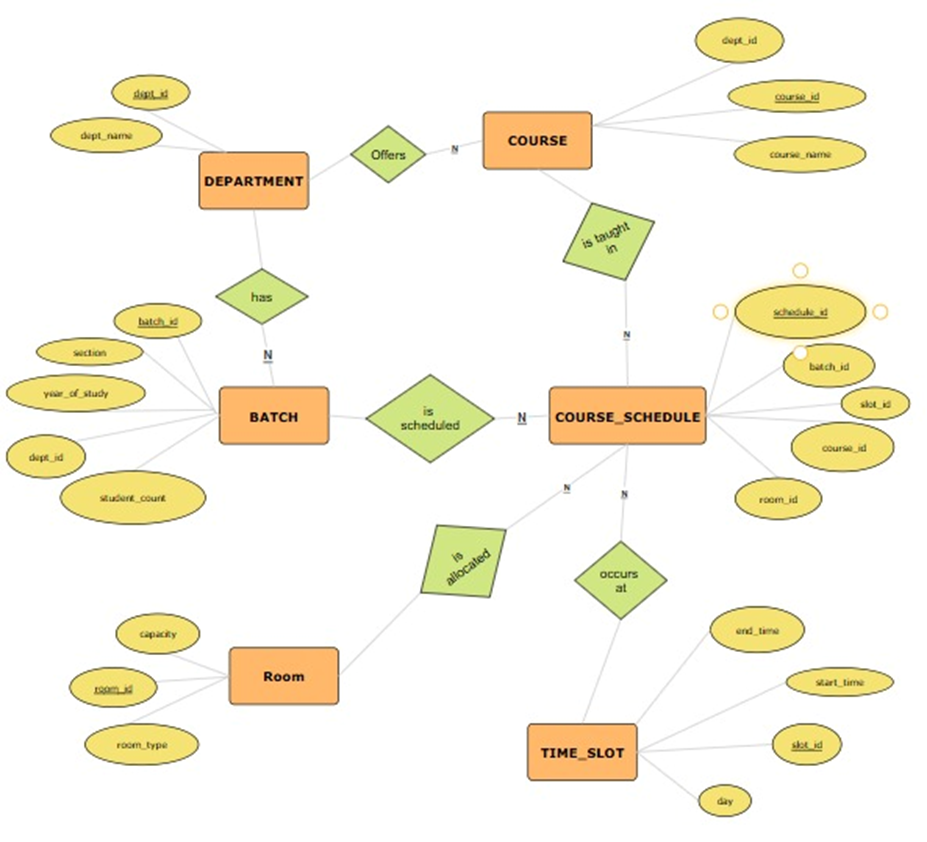 dept_id
dept_id
course_id
dept_name
COURSE
Offers
N
course_name
DEPARTMENT
is taught
in
has
schedule_id
batch_id
N
section
N
batch_id
year_of_study
slot_id
BATCH
is
scheduled
N
COURSE_SCHEDULE
course_id
dept_id
student_count
N
N
room_id
is
allocated
occurs
at
capacity
end_time
Room
room_id
start_time
room_type
TIME_SLOT
slot_id
day